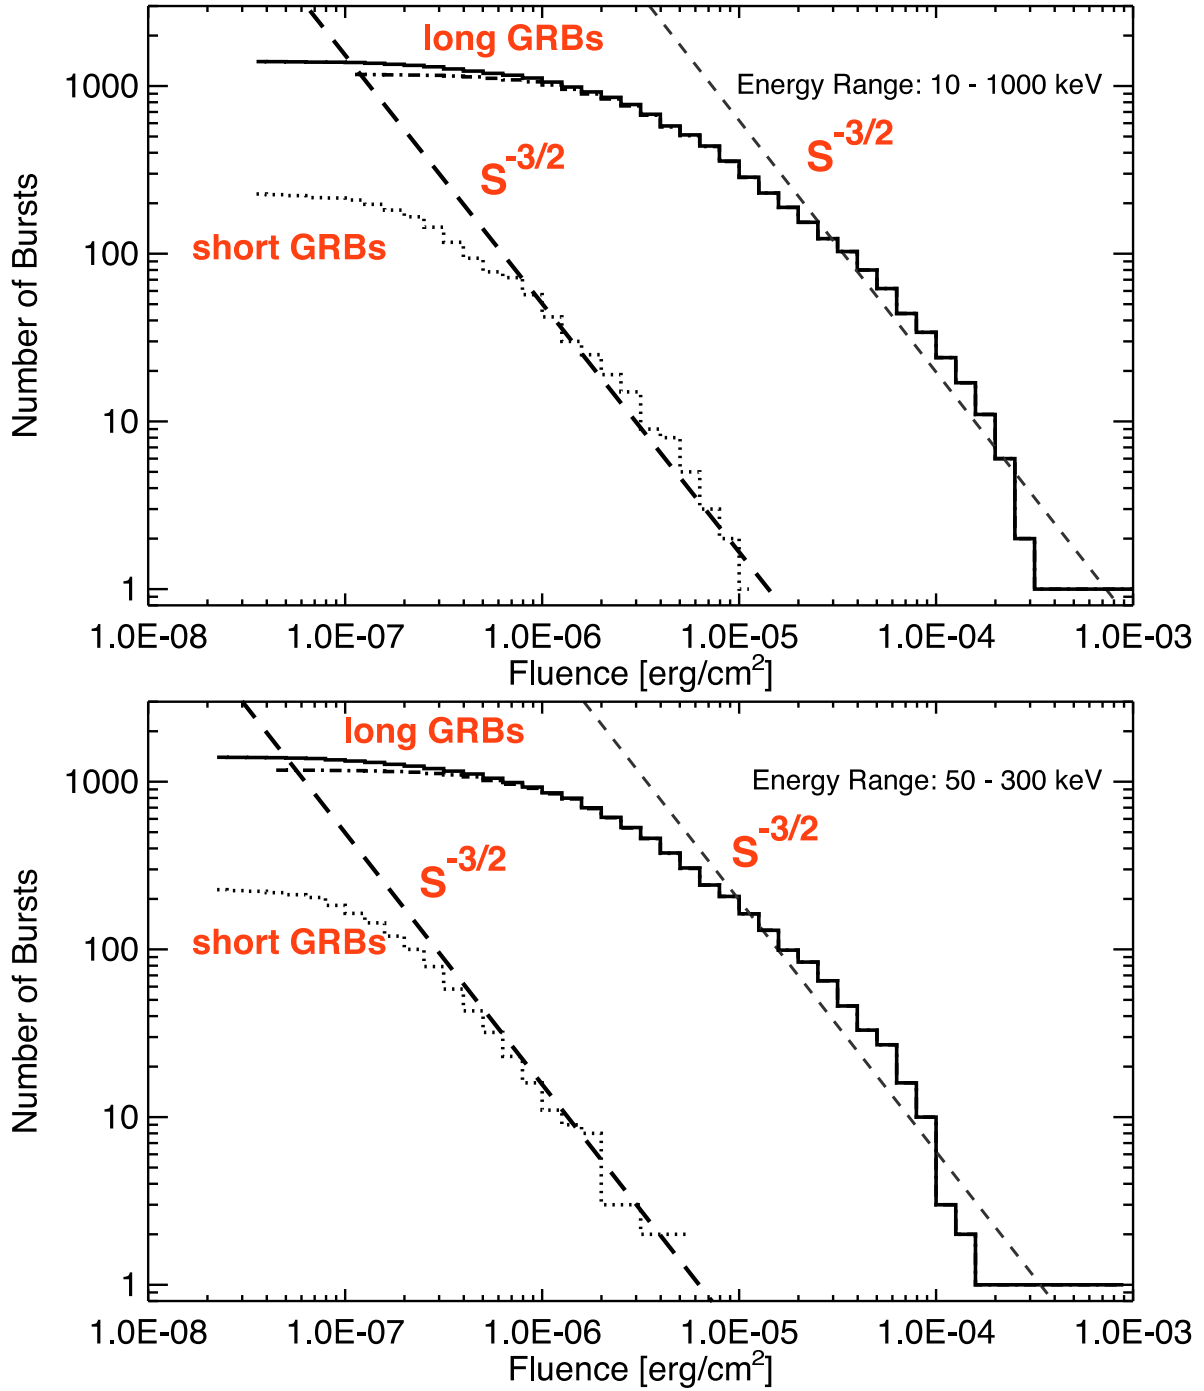 long GRBs
Energy Range: 10 - 1000 keV
S^-3/2
S^-3/2
short GRBs
Number of Bursts
1000
100
10
1
1.0E-08 1.0E-07 1.0E-06 1.0E-05 1.0E-04 1.0E-03
Fluence [erg/cm²]
long GRBs
Energy Range: 50 - 300 keV
S^-3/2
S^-3/2
short GRBs
Number of Bursts
1000
100
10
1
1.0E-08 1.0E-07 1.0E-06 1.0E-05 1.0E-04 1.0E-03
Fluence [erg/cm²]